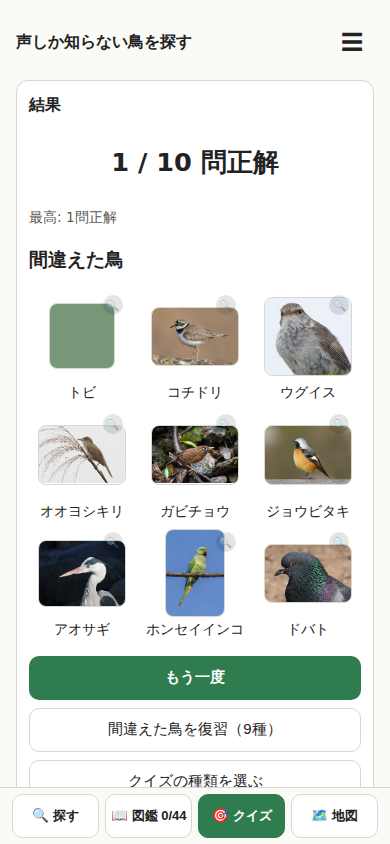 声しか知らない鳥を探す
☰
結果
1 / 10 問正解
最高: 1問正解
間違えた鳥
トビ
コチドリ
ウグイス
オオヨシキリ
ガビチョウ
ジョウビタキ
アオサギ
ホンセイインコ
ドバト
もう一度
間違えた鳥を復習（9種）
クイズの種類を選ぶ
🔍 探す
📖 図鑑 0/44
🎯 クイズ
🗺️ 地図